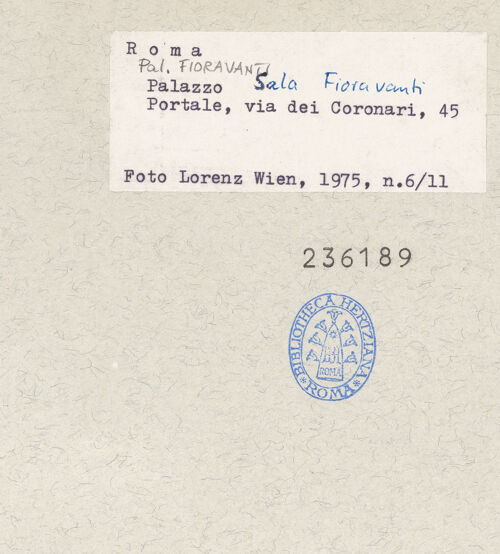 Roma
Pal. FIORAVANTI
Palazzo Sala Fioravanti
Portale, via dei Coronari, 45
Foto Lorenz Wien, 1975, n.6/11
236189
BIBLIOTHECA HERTZIANA
ROMA
*ROMA*